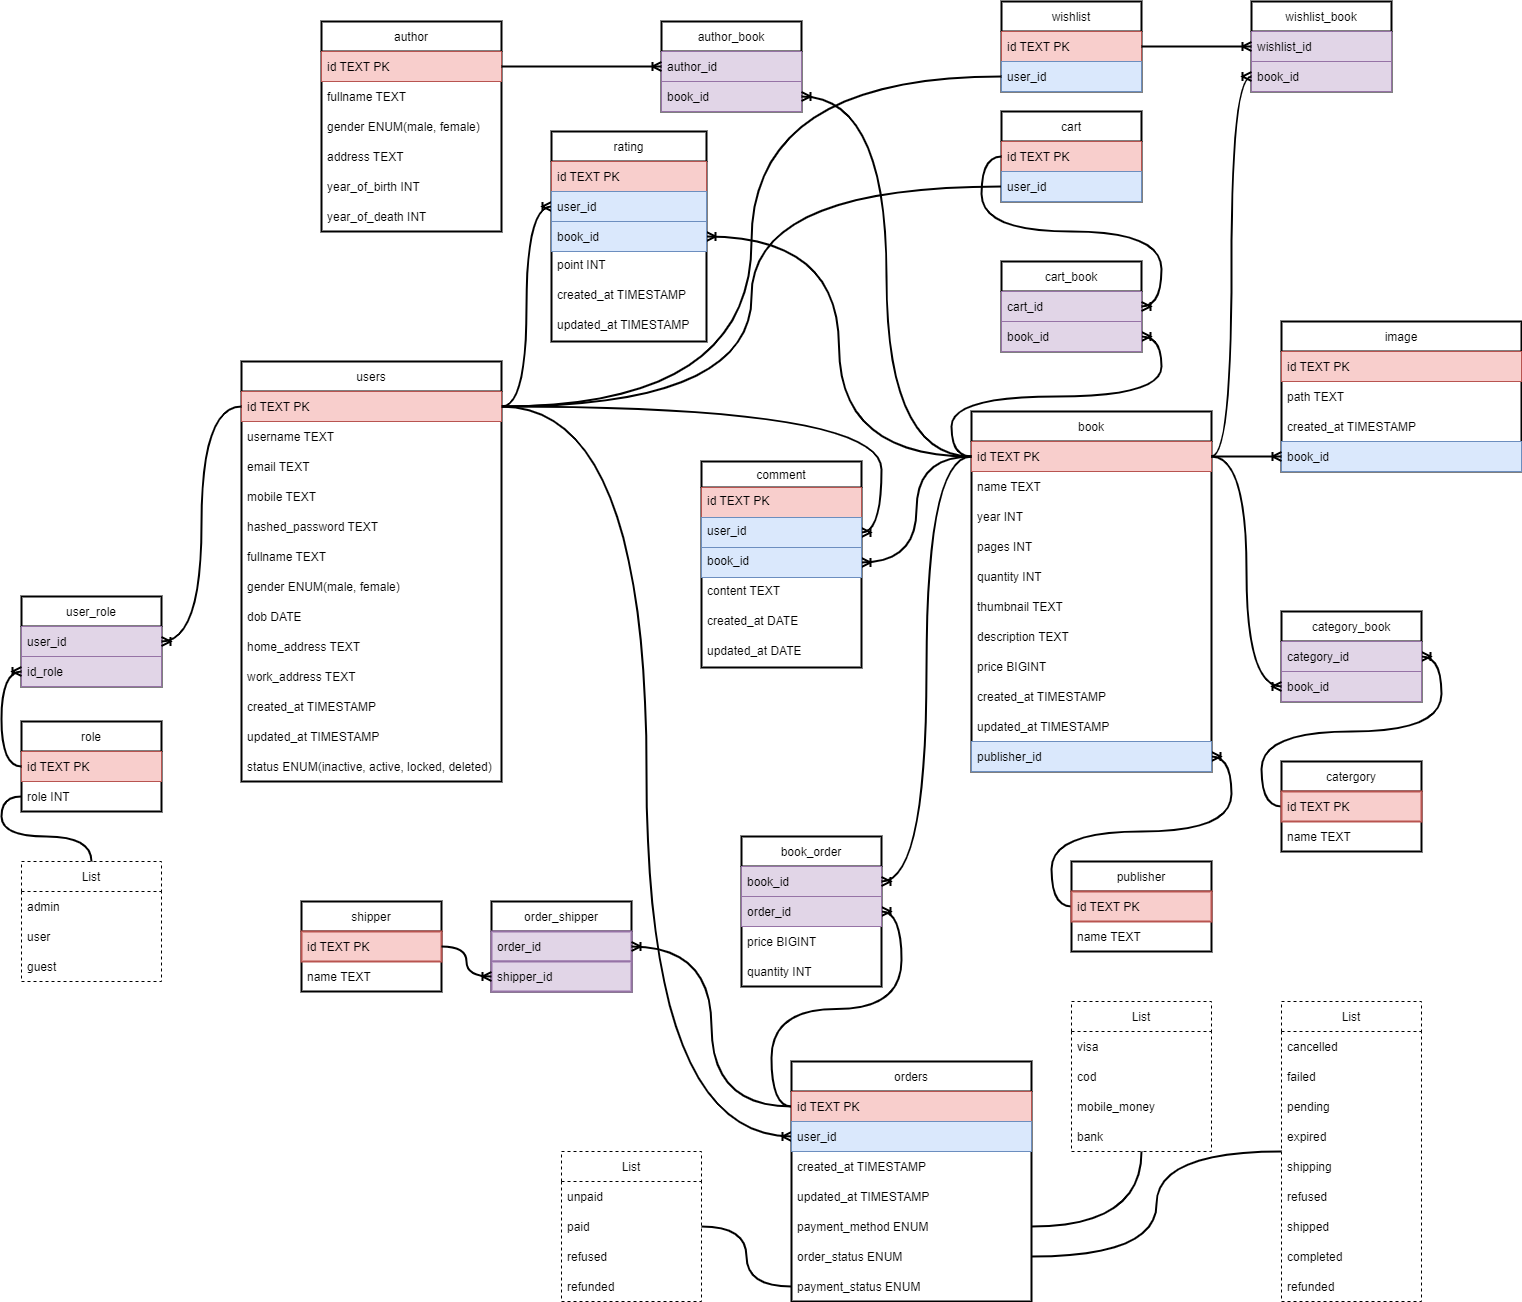 author
id TEXT PK
fullname TEXT
gender ENUM(male, female)
address TEXT
year_of_birth INT
year_of_death INT
author_book
author_id
book_id
wishlist
id TEXT PK
user_id
wishlist_book
wishlist_id
book_id
rating
id TEXT PK
user_id
book_id
point INT
created_at TIMESTAMP
updated_at TIMESTAMP
cart
id TEXT PK
user_id
cart_book
cart_id
book_id
image
id TEXT PK
path TEXT
created_at TIMESTAMP
book_id
users
id TEXT PK
username TEXT
email TEXT
mobile TEXT
hashed_password TEXT
fullname TEXT
gender ENUM(male, female)
dob DATE
home_address TEXT
work_address TEXT
created_at TIMESTAMP
updated_at TIMESTAMP
status ENUM(inactive, active, locked, deleted)
comment
id TEXT PK
user_id
book_id
content TEXT
created_at DATE
updated_at DATE
book
id TEXT PK
name TEXT
year INT
pages INT
quantity INT
thumbnail TEXT
description TEXT
price BIGINT
created_at TIMESTAMP
updated_at TIMESTAMP
publisher_id
user_role
user_id
id_role
role
id TEXT PK
role INT
List
admin
user
guest
category_book
category_id
book_id
catergory
id TEXT PK
name TEXT
publisher
id TEXT PK
name TEXT
book_order
book_id
order_id
price BIGINT
quantity INT
shipper
id TEXT PK
name TEXT
order_shipper
order_id
shipper_id
orders
id TEXT PK
user_id
created_at TIMESTAMP
updated_at TIMESTAMP
payment_method ENUM
order_status ENUM
payment_status ENUM
List
visa
cod
mobile_money
bank
List
cancelled
failed
pending
expired
shipping
refused
shipped
completed
refunded
List
unpaid
paid
refused
refunded